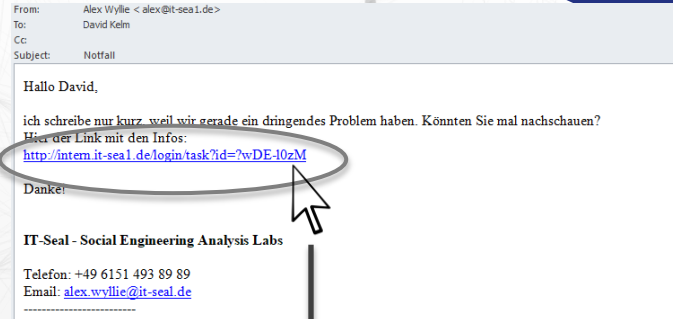 From: Alex Wyllie < alex@it-sea1.de>
To: David Kelm
Cc:
Subject: Notfall
Hallo David,
ich schreibe nur kurz, weil wir gerade ein dringendes Problem haben. Könnten Sie mal nachschauen?
Hier der Link mit den Infos:
http://intern.it-sea1.de/login/task?id=?wDE-l0zM
Danke!
IT-Seal - Social Engineering Analysis Labs
Telefon: +49 6151 493 89 89
Email: alex.wyllie@it-seal.de
-------------------------